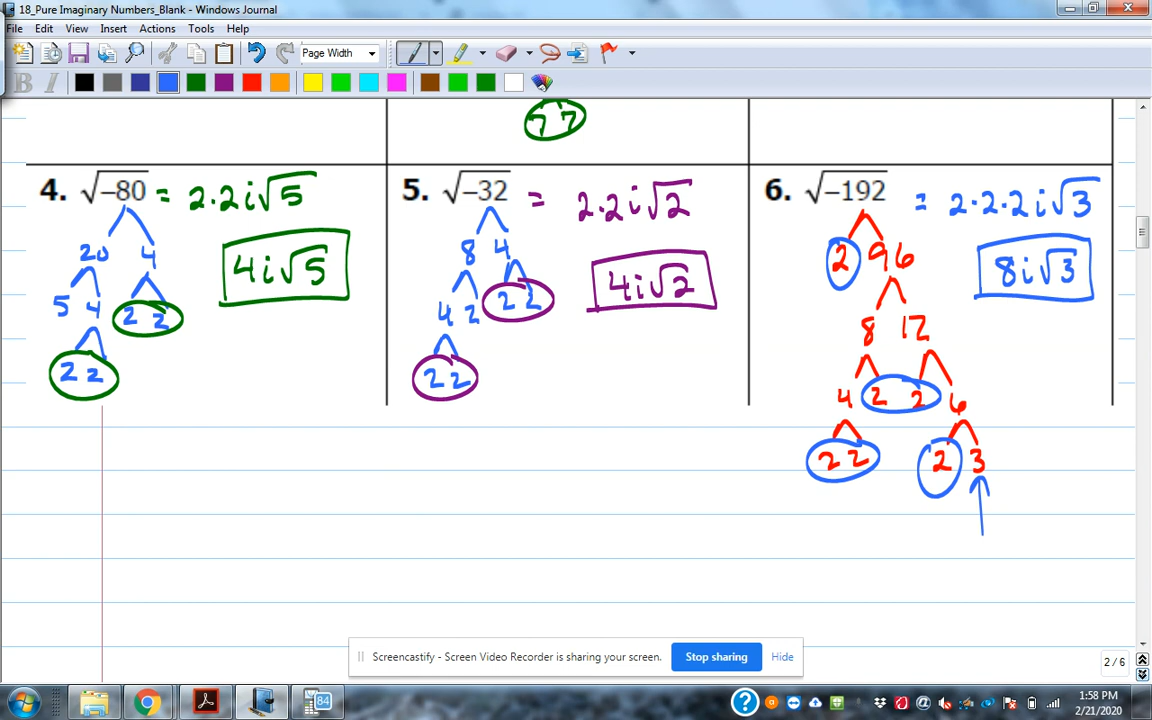 18_Pure Imaginary Numbers_Blank - Windows Journal
File Edit View Insert Actions Tools Help
Page Width
B I
7 7
4. √−80 = 2·2i√5
20 4
4i√5
5 4 2 2
2 2
5. √−32 = 2·2i√2
8 4
4i√2
4 2 2 2
2 2
6. √−192 = 2·2·2i√3
2 96
8i√3
8 12
4 2 2 6
2 2 2 3
Screencastify - Screen Video Recorder is sharing your screen. Stop sharing Hide
2 / 6
84
1:58 PM
2/21/2020